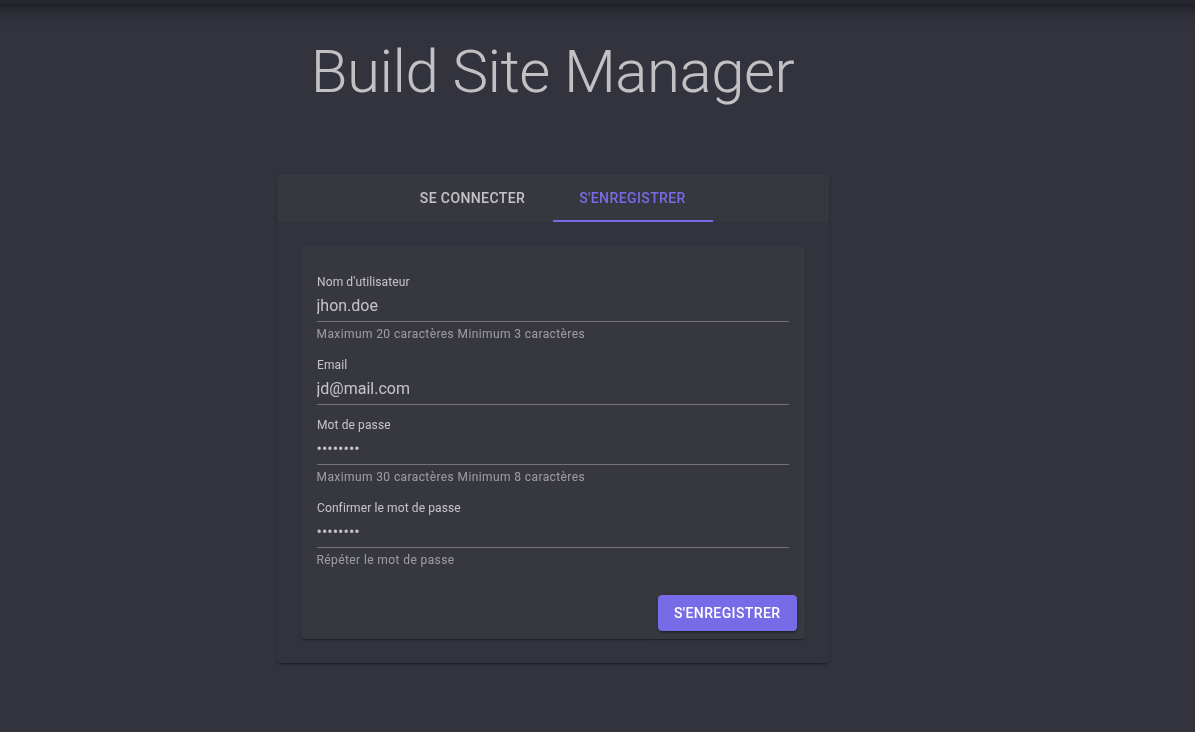 Build Site Manager
SE CONNECTER S'ENREGISTRER
Nom d'utilisateur
jhon.doe
Maximum 20 caractères Minimum 3 caractères
Email
jd@mail.com
Mot de passe
••••••••
Maximum 30 caractères Minimum 8 caractères
Confirmer le mot de passe
••••••••
Répéter le mot de passe
S'ENREGISTRER